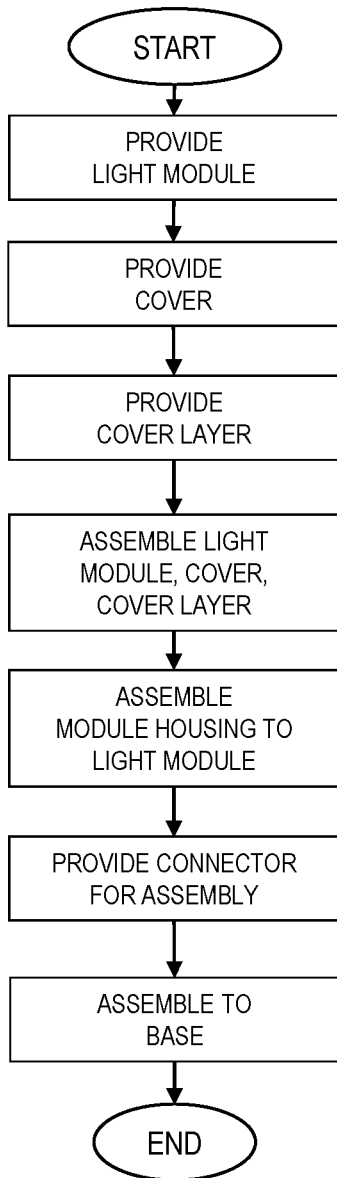 START
PROVIDE
LIGHT MODULE
PROVIDE
COVER
PROVIDE
COVER LAYER
ASSEMBLE LIGHT
MODULE, COVER,
COVER LAYER
ASSEMBLE
MODULE HOUSING TO
LIGHT MODULE
PROVIDE CONNECTOR
FOR ASSEMBLY
ASSEMBLE TO
BASE
END